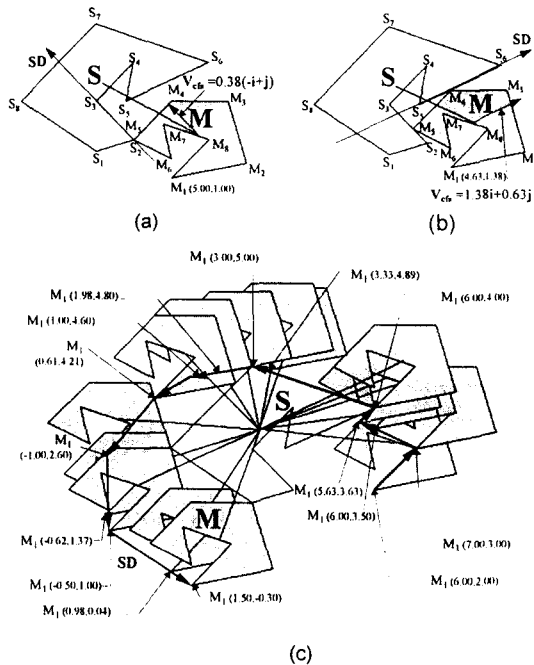 S₇
SD
S₄
S₆
S
V_cfs=0.38(-i+j)
S₈
S₃
S₅
M₄
M₃
M
M₅
M₇
S₂
M₈
S₁
M₆
M₂
M₁ (5.00,1.00)
(a)
S₇
SD
S₄
S₆
S
S₃
S₅
M₄
M₃
M
M₇
M₅
M₈
S₂
S₁
M₆
M₁ (4.63,1.38)
V_cfs=1.38i+0.63j
(b)
M₁ (3.00,5.00)
M₁ (1.98,4.80)
M₁ (3.33,4.89)
M₁ (1.00,4.60)
M₁ (6.00,4.00)
M₁
(0.61,4.21)
S
M₁
(-1.00,2.60)
M₁ (5.63,3.63)
M₁ (6.00,3.50)
M
M₁ (-0.62,1.37)
M₁ (7.00,3.00)
SD
M₁ (-0.50,1.00)
M₁ (6.00,2.00)
M₁ (1.50,-0.30)
M₁ (0.98,0.04)
(c)